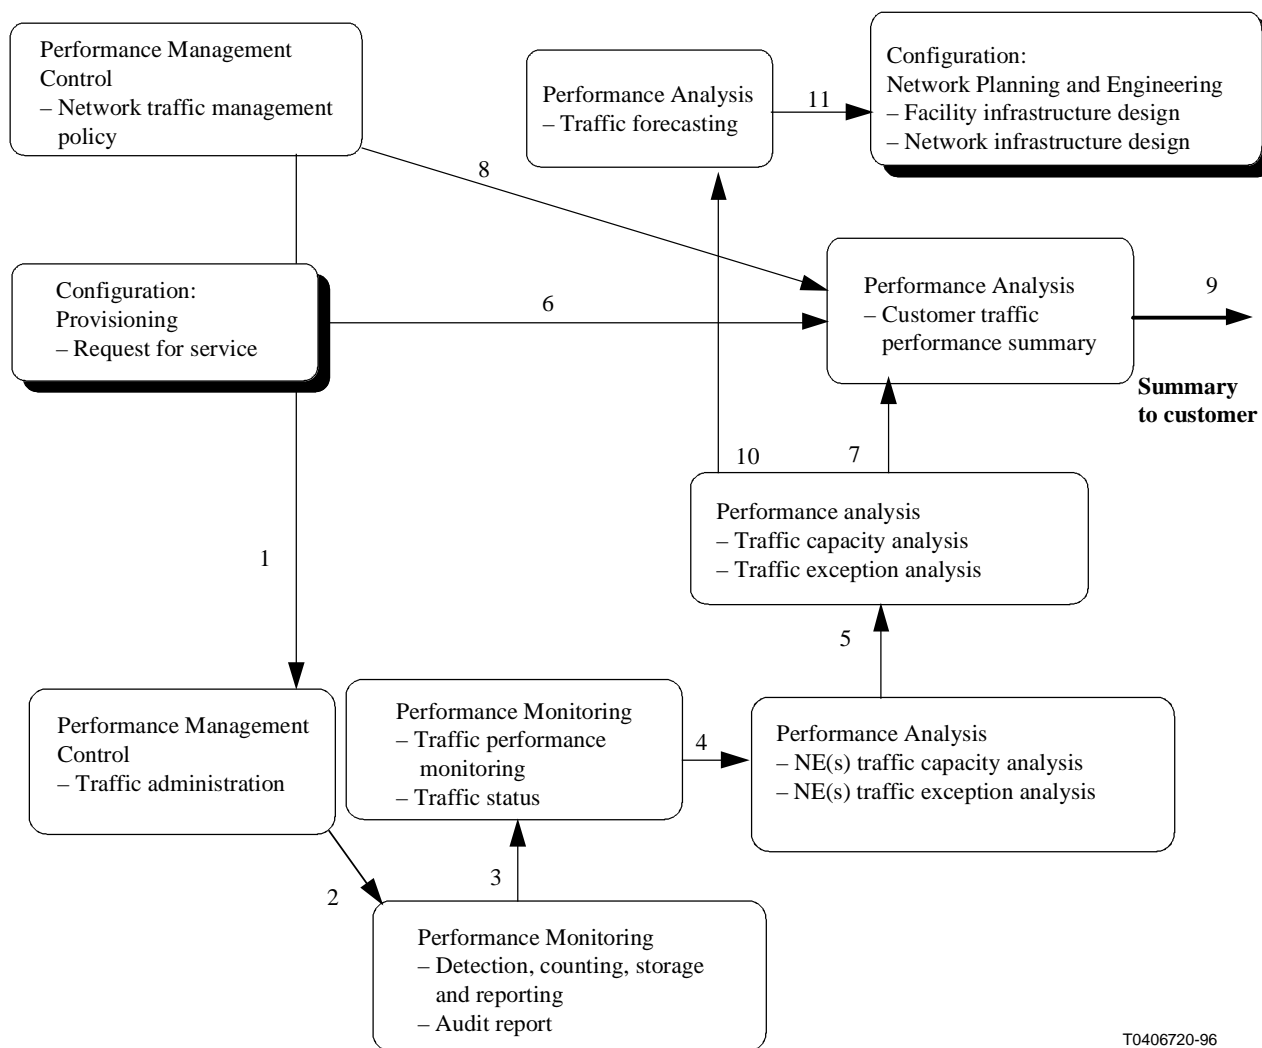 Performance Management
Control
– Network traffic management
policy
Performance Analysis
– Traffic forecasting
11
Configuration:
Network Planning and Engineering
– Facility infrastructure design
– Network infrastructure design
8
Configuration:
Provisioning
– Request for service
6
Performance Analysis
– Customer traffic
performance summary
9
Summary
to customer
10
7
Performance analysis
– Traffic capacity analysis
– Traffic exception analysis
1
5
Performance Management
Control
– Traffic administration
Performance Monitoring
– Traffic performance
monitoring
– Traffic status
4
Performance Analysis
– NE(s) traffic capacity analysis
– NE(s) traffic exception analysis
2
3
Performance Monitoring
– Detection, counting, storage
and reporting
– Audit report
T0406720-96